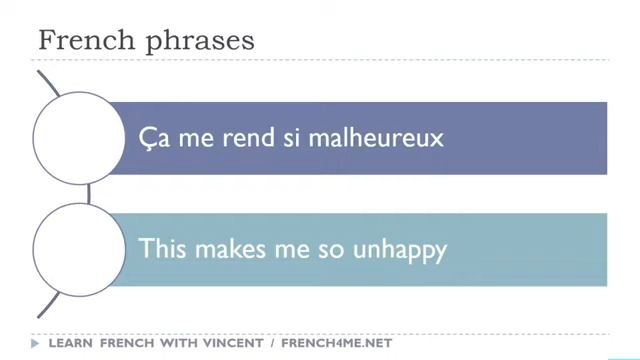 French phrases
Ça me rend si malheureux
This makes me so unhappy
LEARN FRENCH WITH VINCENT / FRENCH4ME.NET